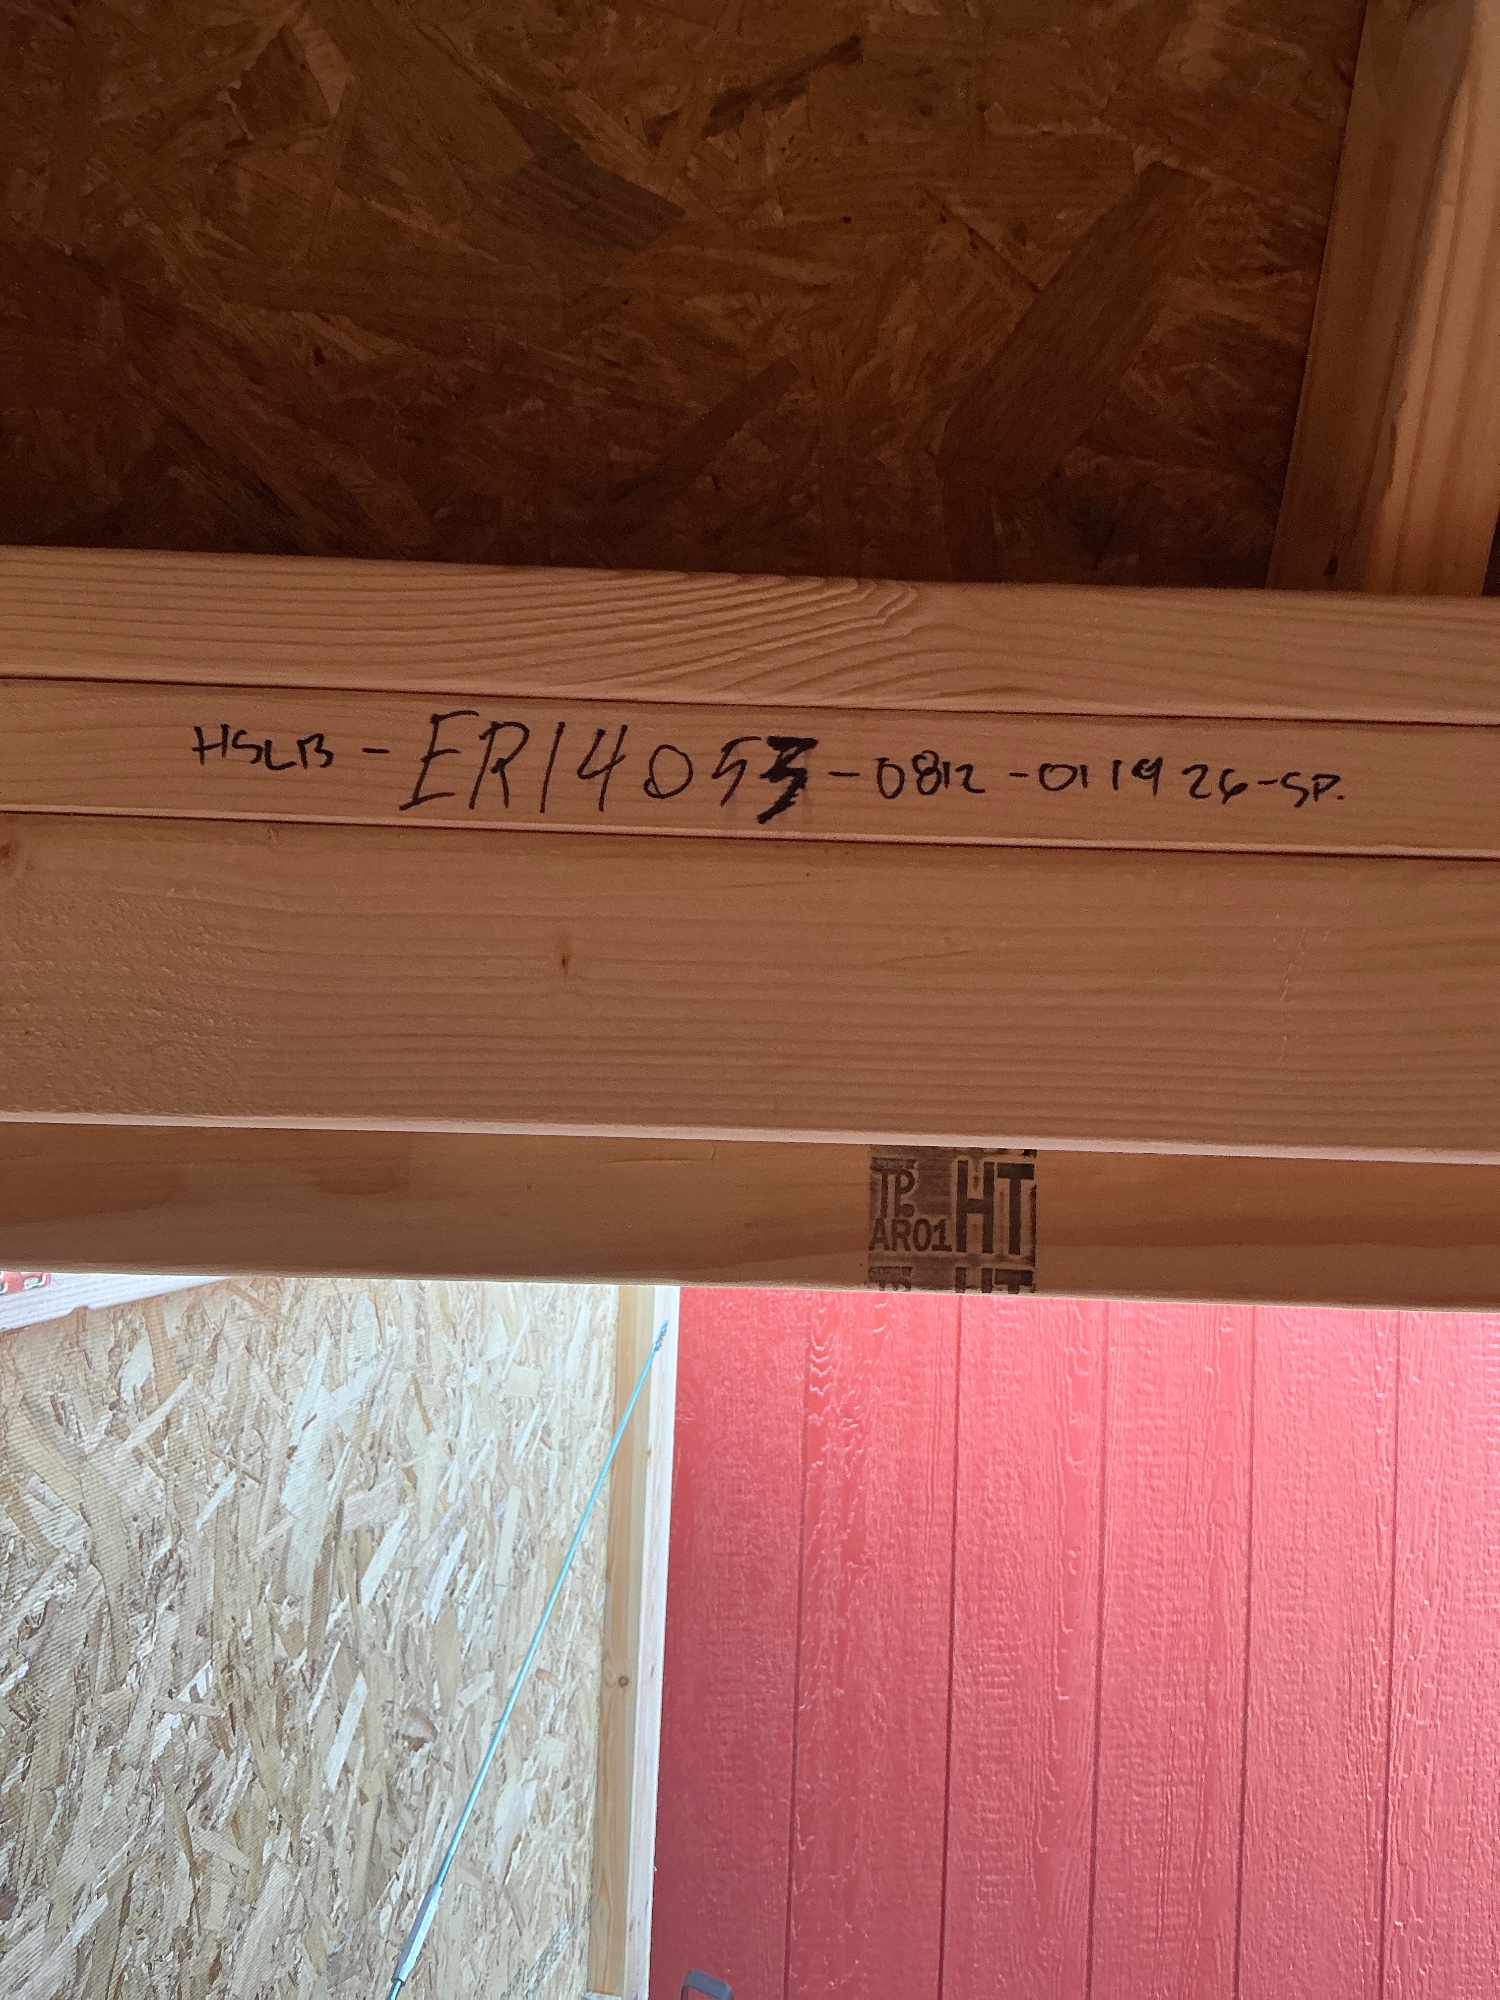 HSLB - ER14053 - 0812 - 011926 - SP.
TP.
AR01 HT